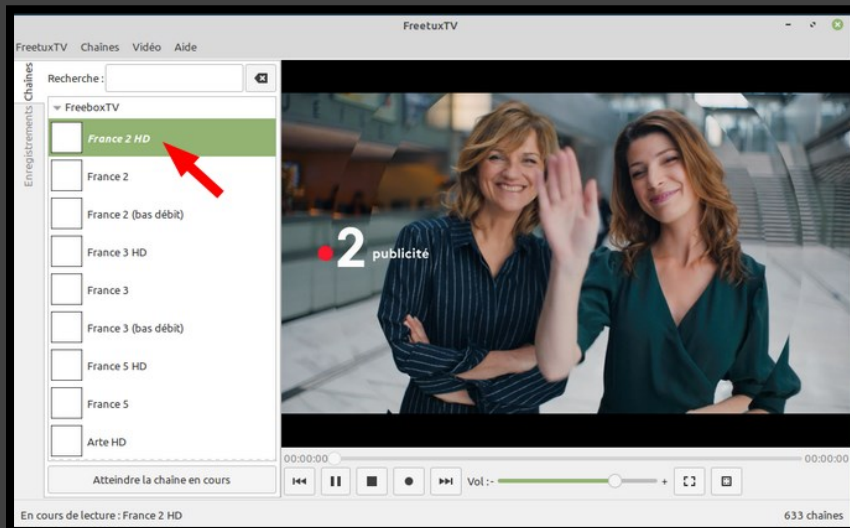 FreetuxTV
FreetuxTV Chaînes Vidéo Aide
Chaînes
Enregistrements
Recherche :
FreeboxTV
France 2 HD
France 2
France 2 (bas débit)
France 3 HD
France 3
France 3 (bas débit)
France 5 HD
France 5
Arte HD
Atteindre la chaîne en cours
2 publicité
00:00:00 00:00:00
Vol :- +
En cours de lecture : France 2 HD 633 chaînes